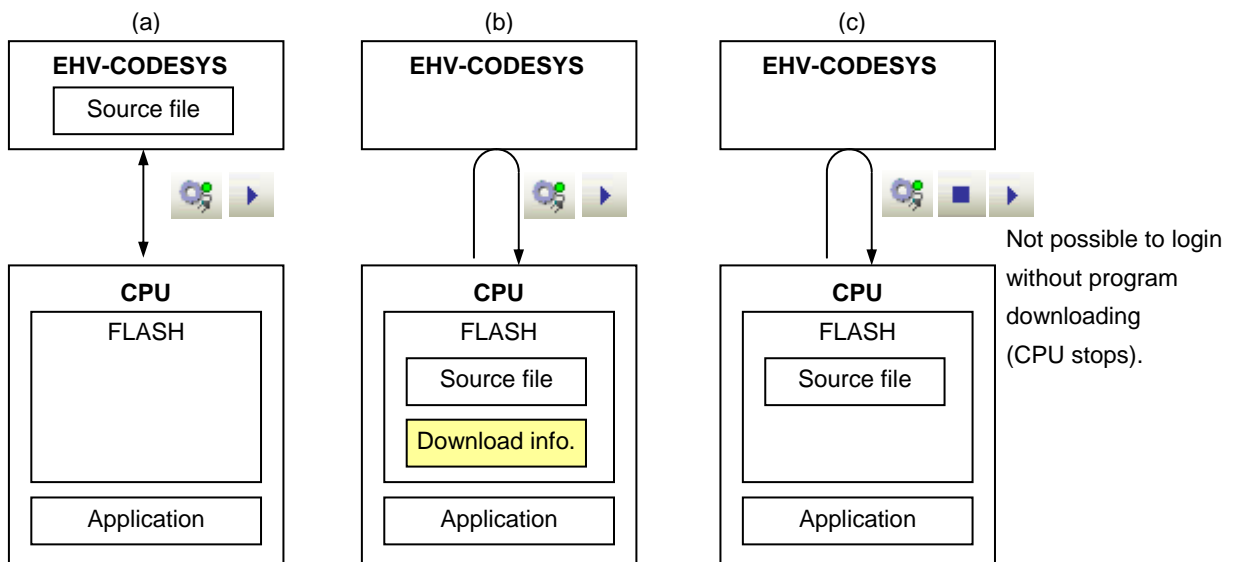 (a)
EHV-CODESYS
Source file
CPU
FLASH
Application
(b)
EHV-CODESYS
CPU
FLASH
Source file
Download info.
Application
(c)
EHV-CODESYS
CPU
FLASH
Source file
Application
Not possible to login
without program
downloading
(CPU stops).